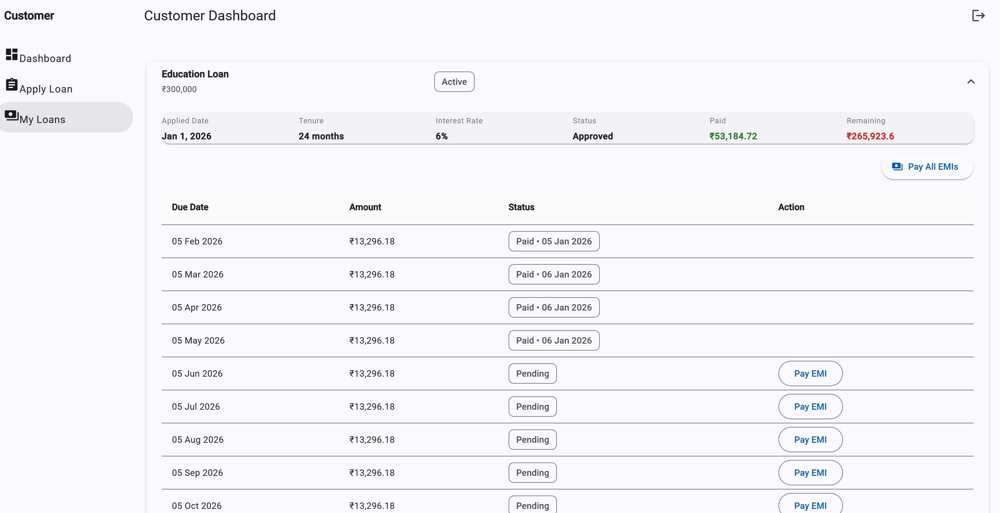 Customer
Customer Dashboard
Dashboard
Apply Loan
My Loans
Education Loan
₹300,000
Active
Applied Date Tenure Interest Rate Status Paid Remaining
Jan 1, 2026 24 months 6% Approved ₹53,184.72 ₹265,923.6
Pay All EMIs
Due Date Amount Status Action
05 Feb 2026 ₹13,296.18 Paid • 05 Jan 2026
05 Mar 2026 ₹13,296.18 Paid • 06 Jan 2026
05 Apr 2026 ₹13,296.18 Paid • 06 Jan 2026
05 May 2026 ₹13,296.18 Paid • 06 Jan 2026
05 Jun 2026 ₹13,296.18 Pending Pay EMI
05 Jul 2026 ₹13,296.18 Pending Pay EMI
05 Aug 2026 ₹13,296.18 Pending Pay EMI
05 Sep 2026 ₹13,296.18 Pending Pay EMI
05 Oct 2026 ₹13,296.18 Pending Pay EMI